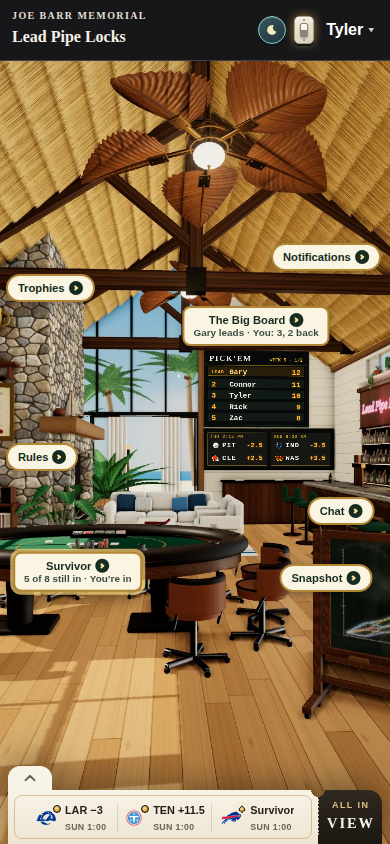 JOE BARR MEMORIAL
Lead Pipe Locks
Tyler
Notifications
Trophies
The Big Board
Gary leads · You: 3, 2 back
PICK'EM
LEAD Gary 12
2 Connor 11
3 Tyler 10
4 Rick 9
5 Zac 8
PIT -2.5
IND -3.5
CLE +2.5
WAS +3.5
Lead Pipe
Rules
Chat
Survivor
5 of 8 still in · You're in
Snapshot
LAR −3
SUN 1:00
TEN +11.5
SUN 1:00
Survivor
SUN 1:00
ALL IN
VIEW